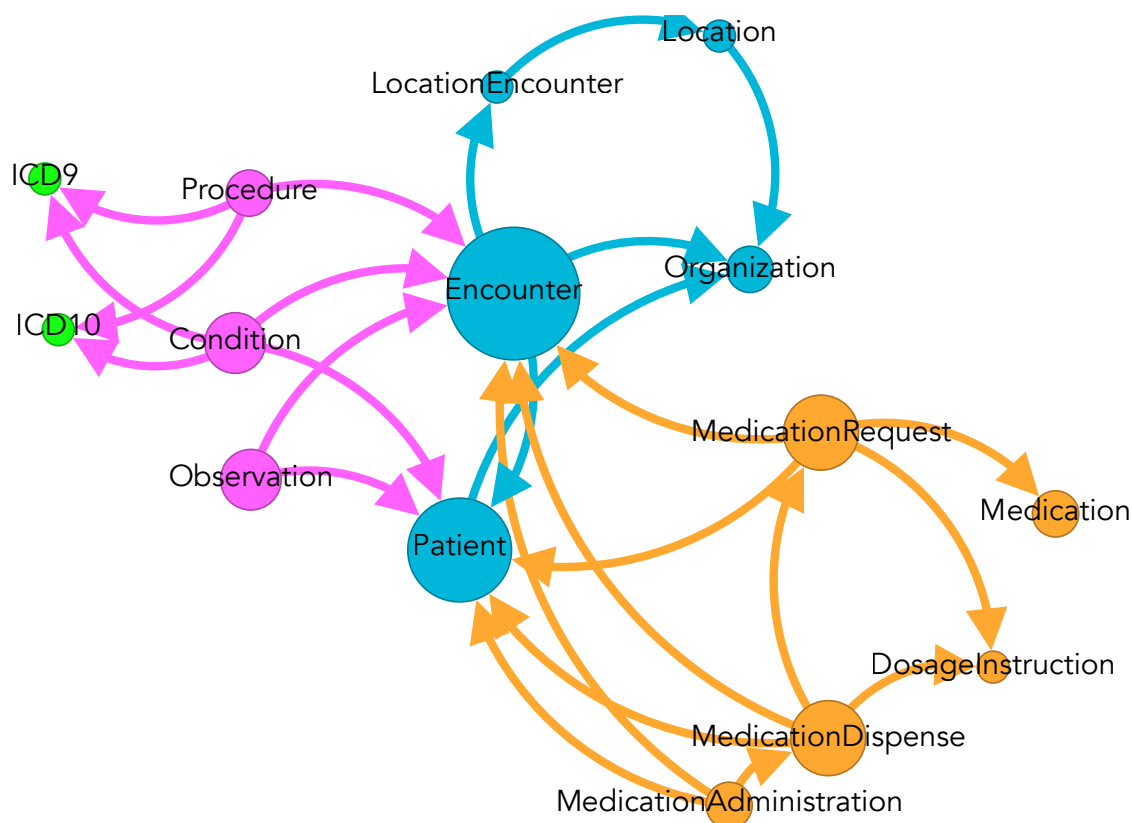 Location
LocationEncounter
ICD9
Procedure
Organization
Encounter
ICD10
Condition
MedicationRequest
Observation
Medication
Patient
DosageInstruction
MedicationDispense
MedicationAdministration